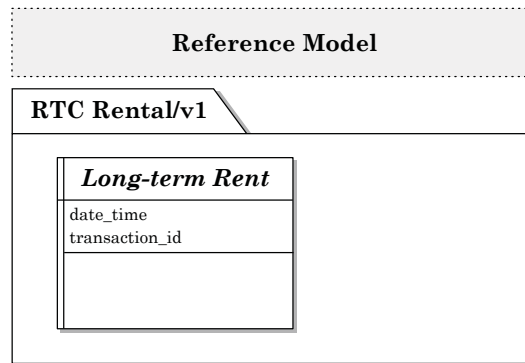 Reference Model
RTC Rental/v1
Long-term Rent
date_time
transaction_id